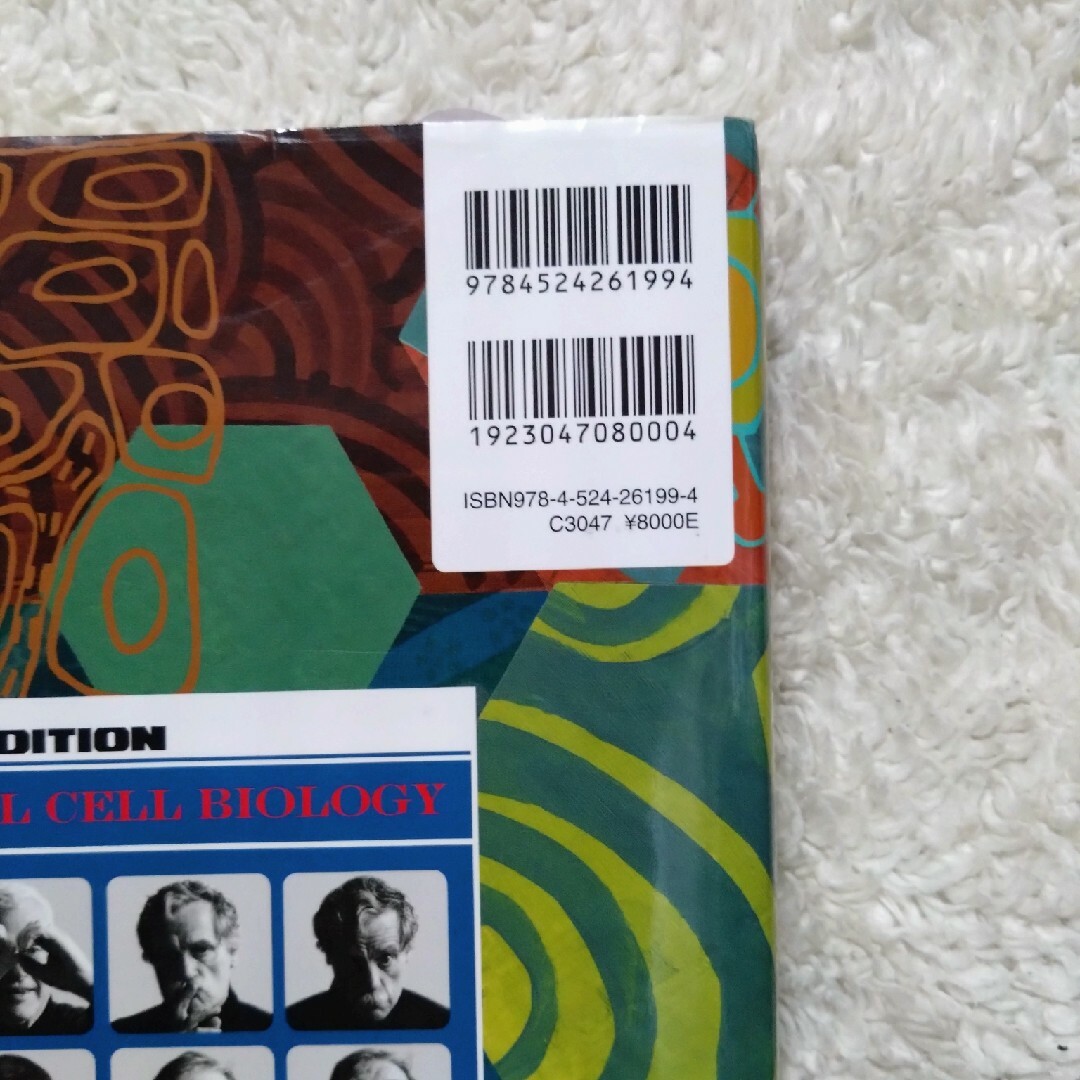 9784524261994
1923047080004
ISBN978-4-524-26199-4
C3047 ¥8000E
DITION
L CELL BIOLOGY